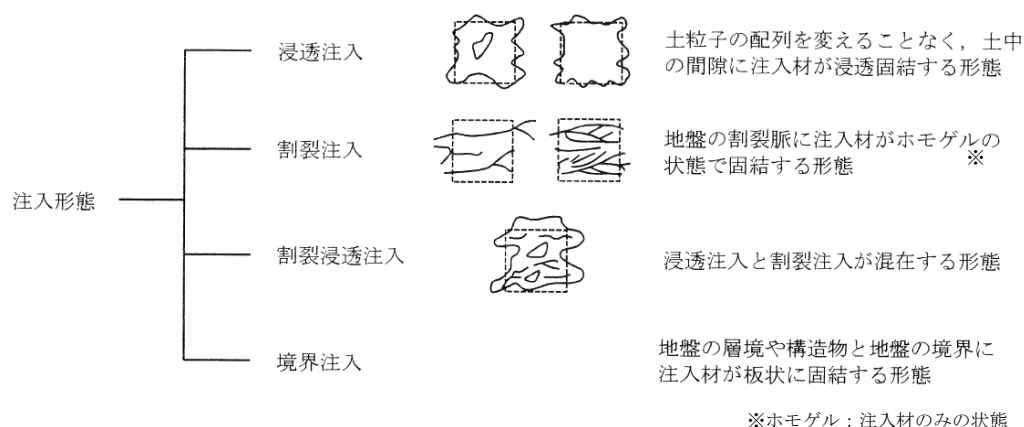 注入形態
浸透注入
土粒子の配列を変えることなく，土中
の間隙に注入材が浸透固結する形態
割裂注入
地盤の割裂脈に注入材がホモゲルの
※
状態で固結する形態
割裂浸透注入
浸透注入と割裂注入が混在する形態
境界注入
地盤の層境や構造物と地盤の境界に
注入材が板状に固結する形態
※ホモゲル：注入材のみの状態